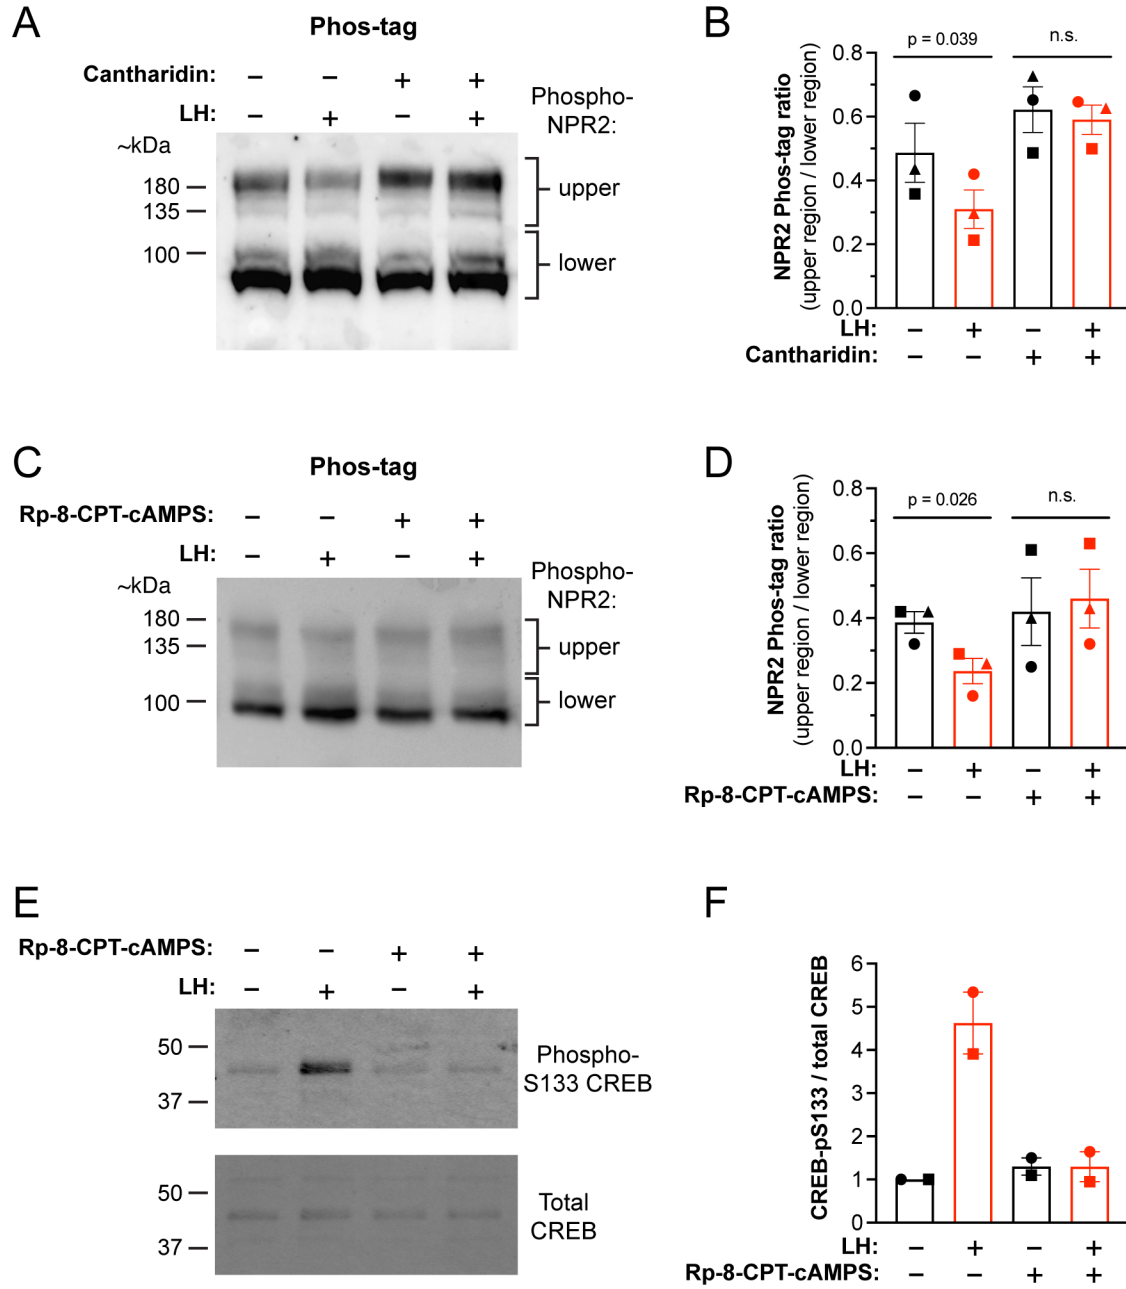 A
Phos-tag
Cantharidin: – – + +
LH: – + – +
Phospho-
NPR2:
~kDa
180
135
100
upper
lower
B
p = 0.039
n.s.
NPR2 Phos-tag ratio
(upper region / lower region)
0.8
0.6
0.4
0.2
0.0
LH: – + – +
Cantharidin: – – + +
C
Phos-tag
Rp-8-CPT-cAMPS: – – + +
LH: – + – +
Phospho-
NPR2:
~kDa
180
135
100
upper
lower
D
p = 0.026
n.s.
NPR2 Phos-tag ratio
(upper region / lower region)
0.8
0.6
0.4
0.2
0.0
LH: – + – +
Rp-8-CPT-cAMPS: – – + +
E
Rp-8-CPT-cAMPS: – – + +
LH: – + – +
50
37
Phospho-
S133 CREB
50
37
Total
CREB
F
CREB-pS133 / total CREB
6
5
4
3
2
1
0
LH: – + – +
Rp-8-CPT-cAMPS: – – + +